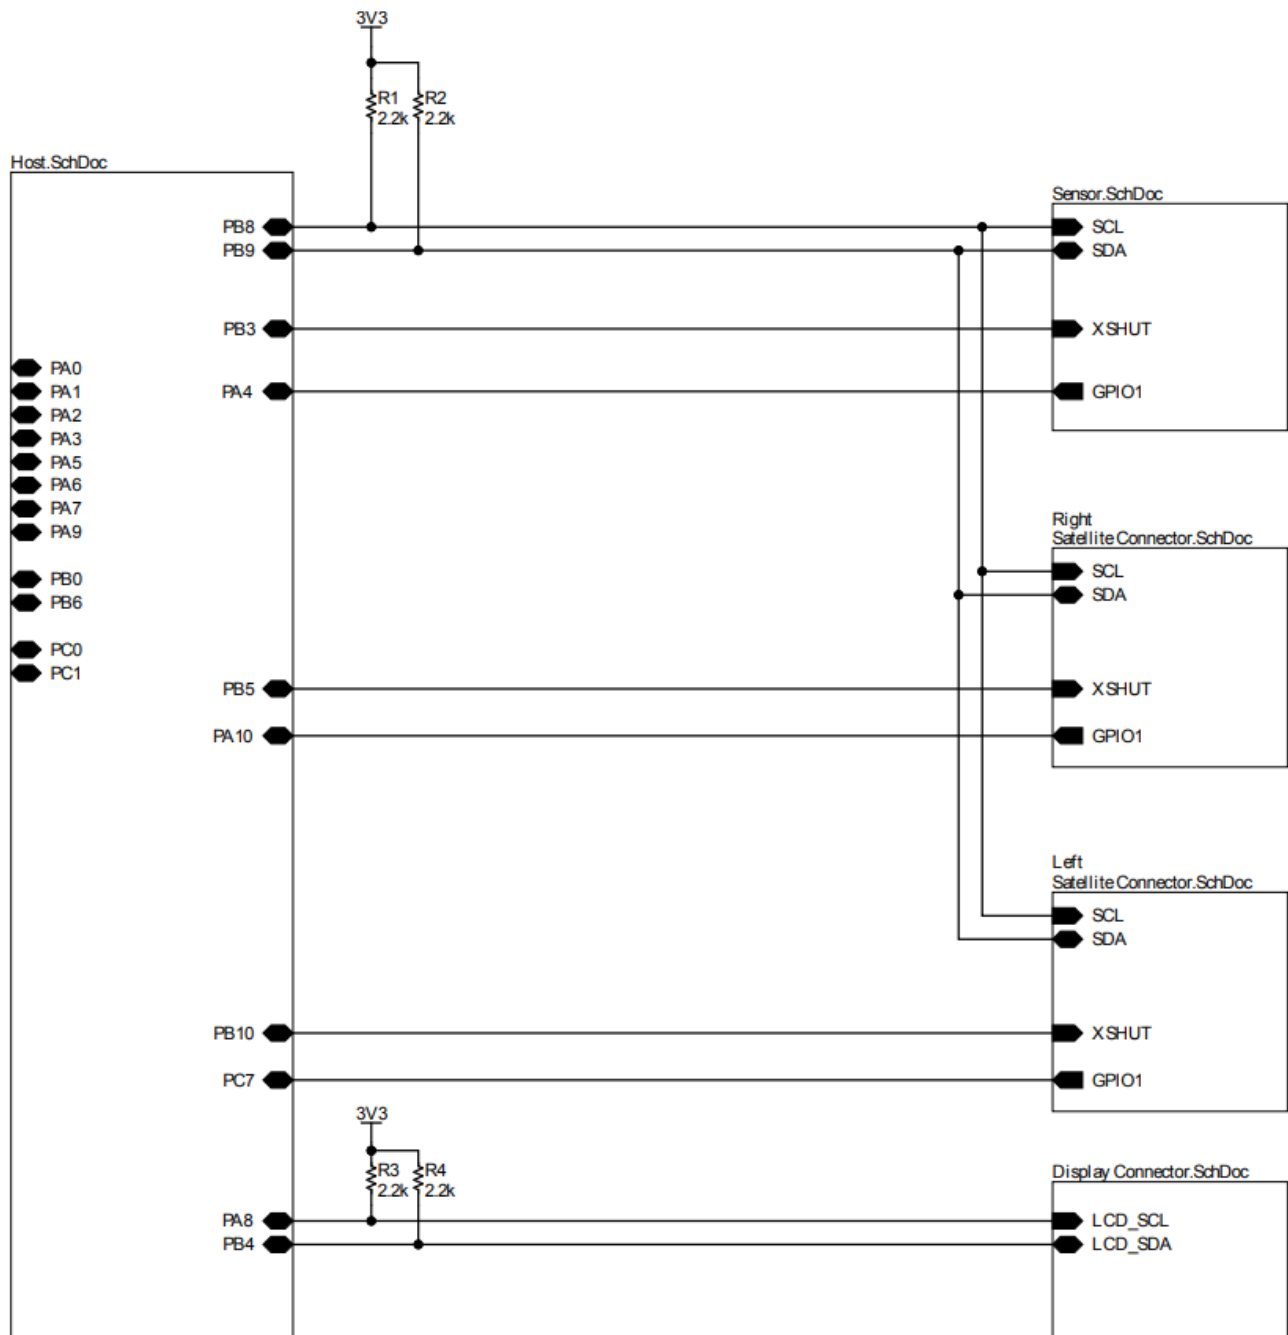 3V3
R1
2.2k
R2
2.2k
Host.SchDoc
PB8
PB9
PB3
PA4
PA0
PA1
PA2
PA3
PA5
PA6
PA7
PA9
PB0
PB6
PC0
PC1
PB5
PA10
PB10
PC7
PA8
PB4
Sensor.SchDoc
SCL
SDA
XSHUT
GPIO1
Right
Satellite Connector.SchDoc
SCL
SDA
XSHUT
GPIO1
Left
Satellite Connector.SchDoc
SCL
SDA
XSHUT
GPIO1
3V3
R3
2.2k
R4
2.2k
Display Connector.SchDoc
LCD_SCL
LCD_SDA